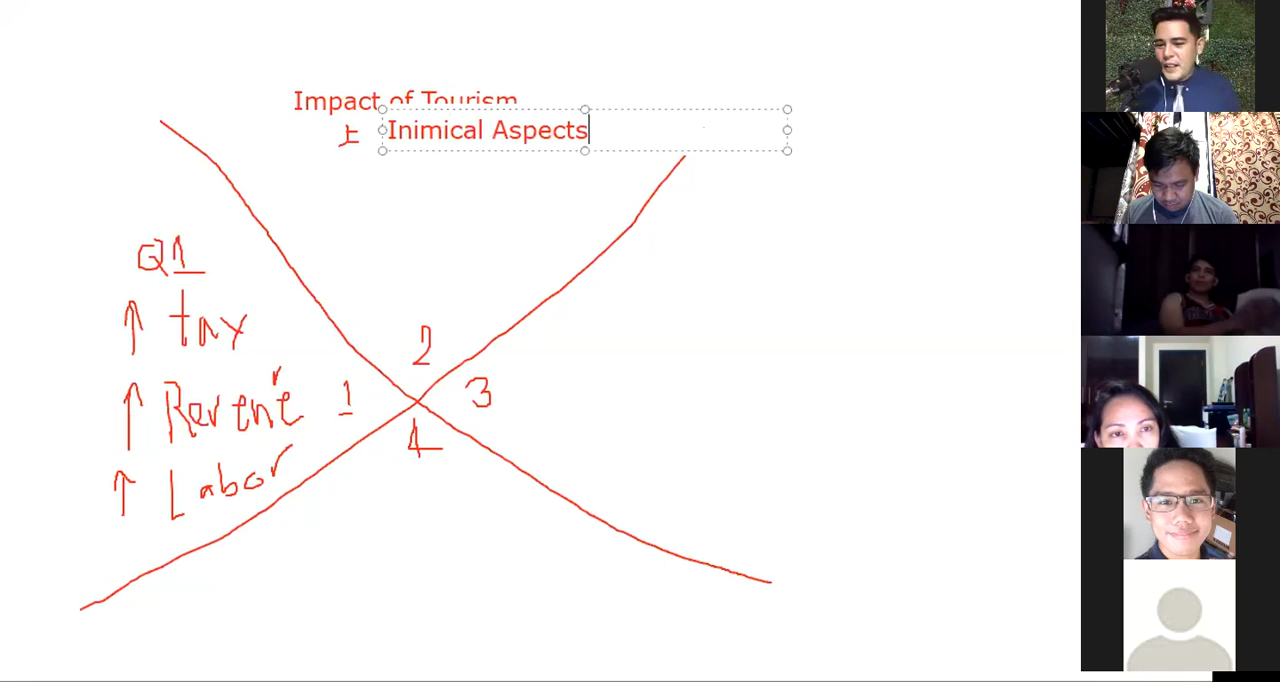 Impact of Tourism
Inimical Aspects
Q1
↑ tax
2
↑ Revenue 1
3
4
↑ Labor